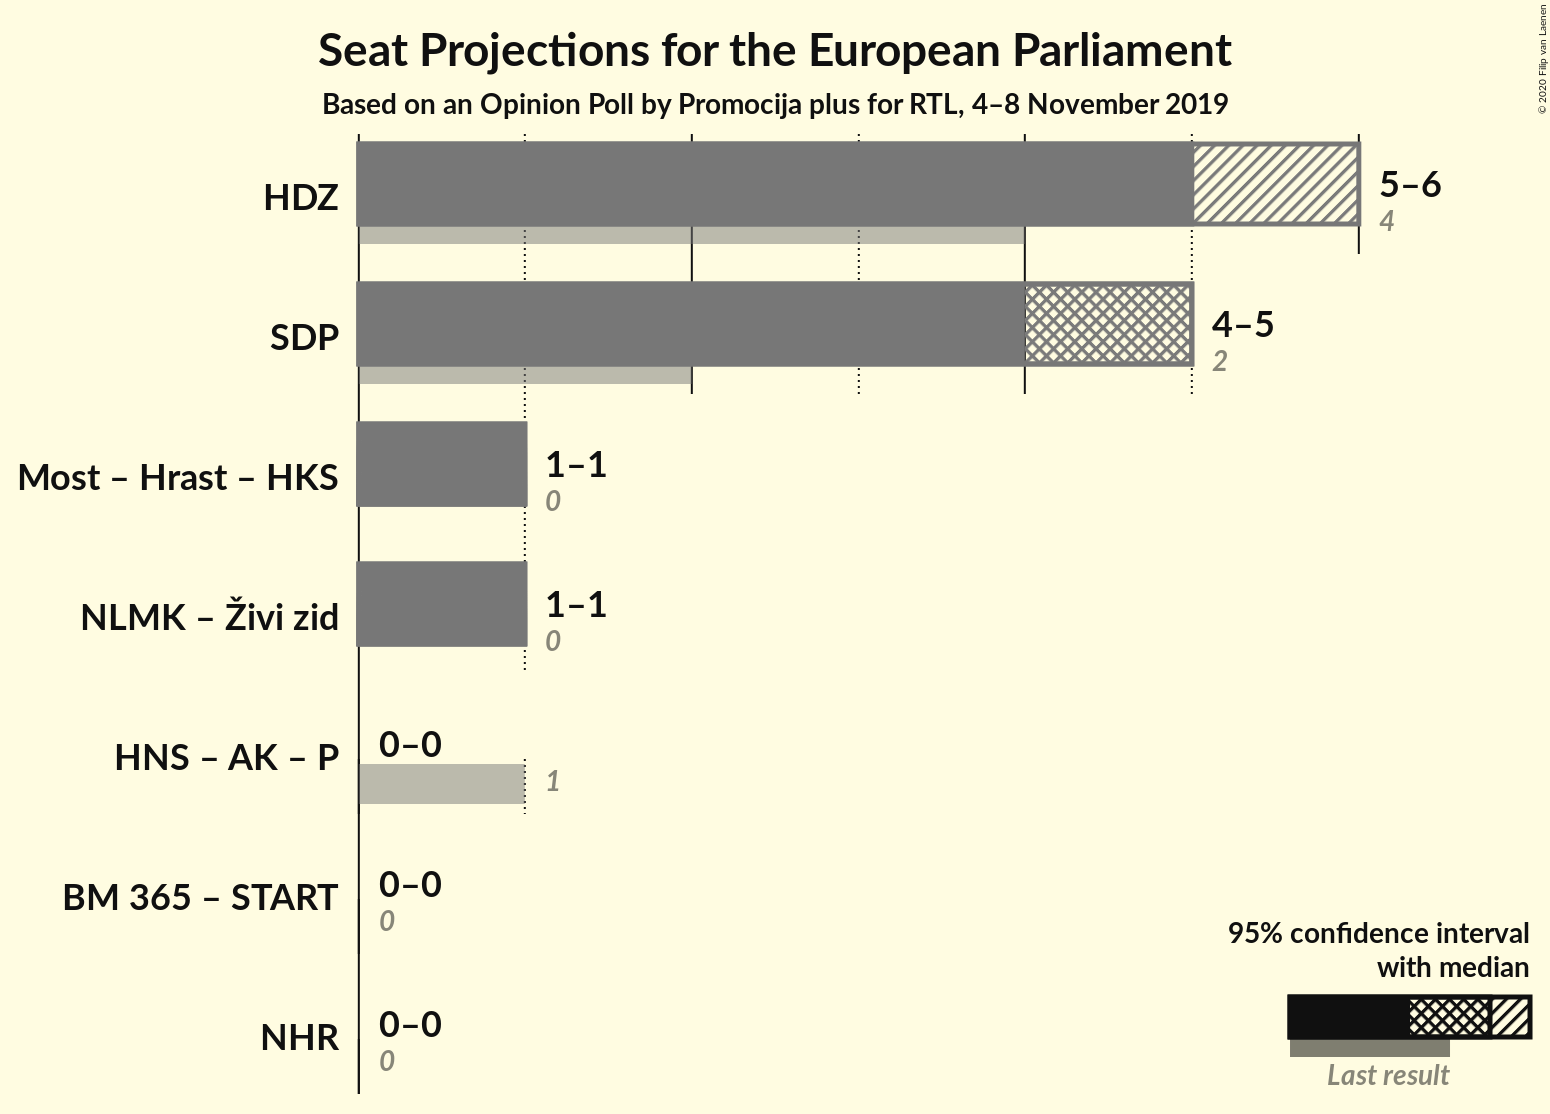 Seat Projections for the European Parliament
Based on an Opinion Poll by Promocija plus for RTL, 4–8 November 2019
© 2020 Filip van Laenen
HDZ
5–6
4
SDP
4–5
2
Most – Hrast – HKS
1–1
0
NLMK – Živi zid
1–1
0
HNS – AK – P
0–0
1
BM 365 – START
0–0
0
NHR
0–0
0
95% confidence interval
with median
Last result